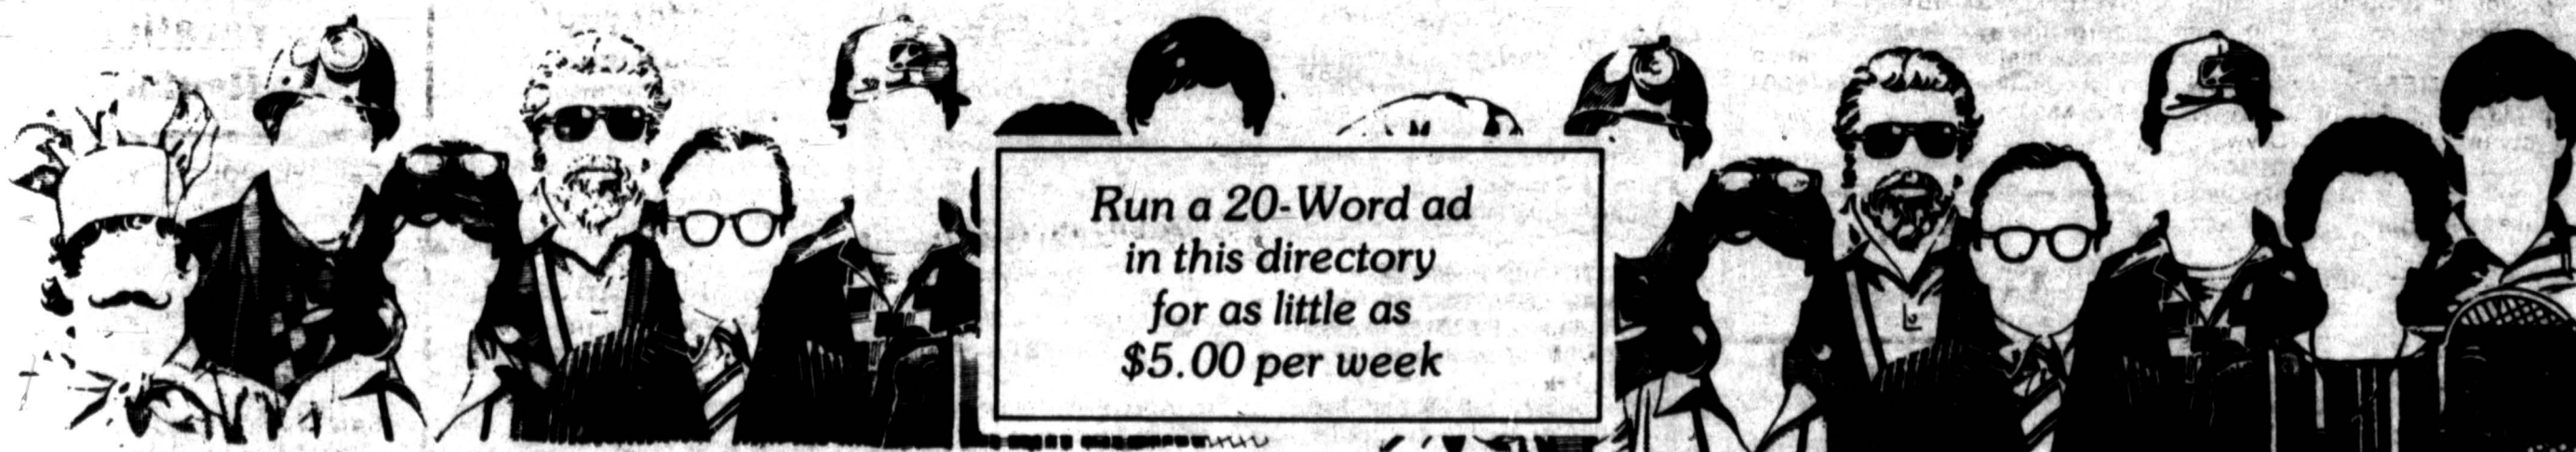 Run a 20-Word ad
in this directory
for as little as
$5.00 per week